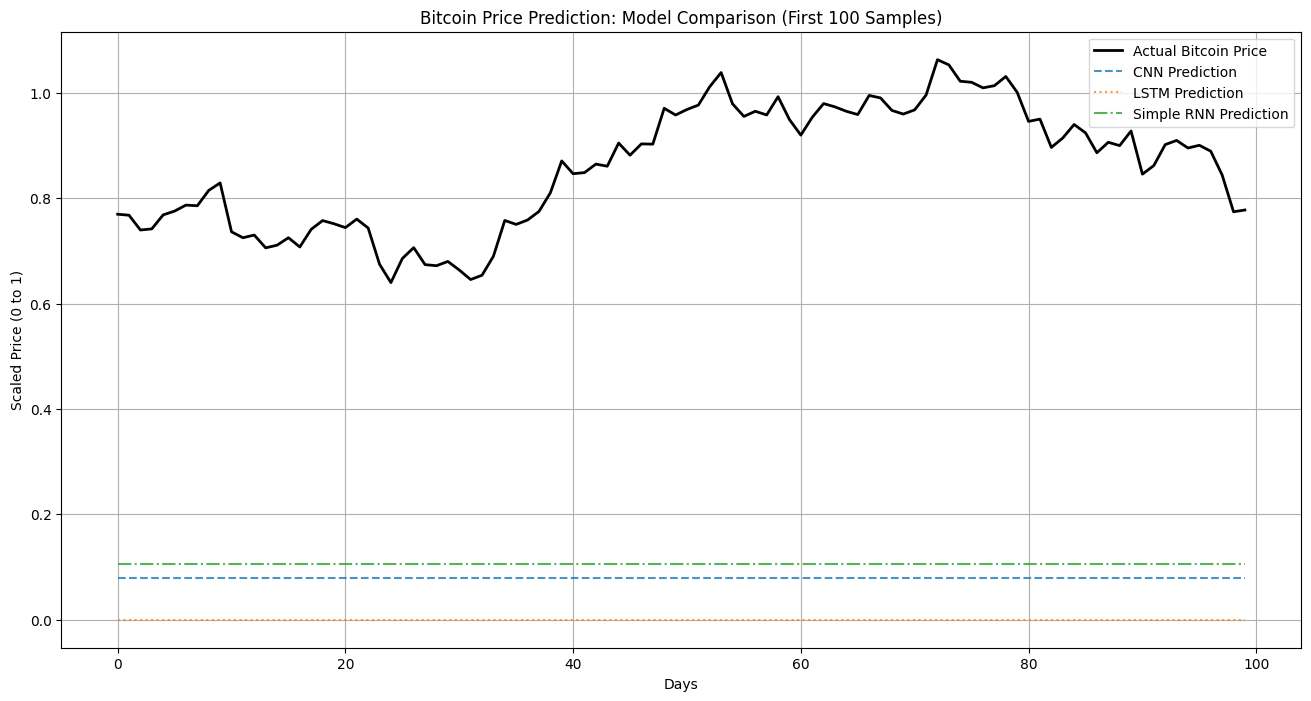 Bitcoin Price Prediction: Model Comparison (First 100 Samples)
Actual Bitcoin Price
CNN Prediction
LSTM Prediction
Simple RNN Prediction
Scaled Price (0 to 1)
1.0
0.8
0.6
0.4
0.2
0.0
0 20 40 60 80 100
Days